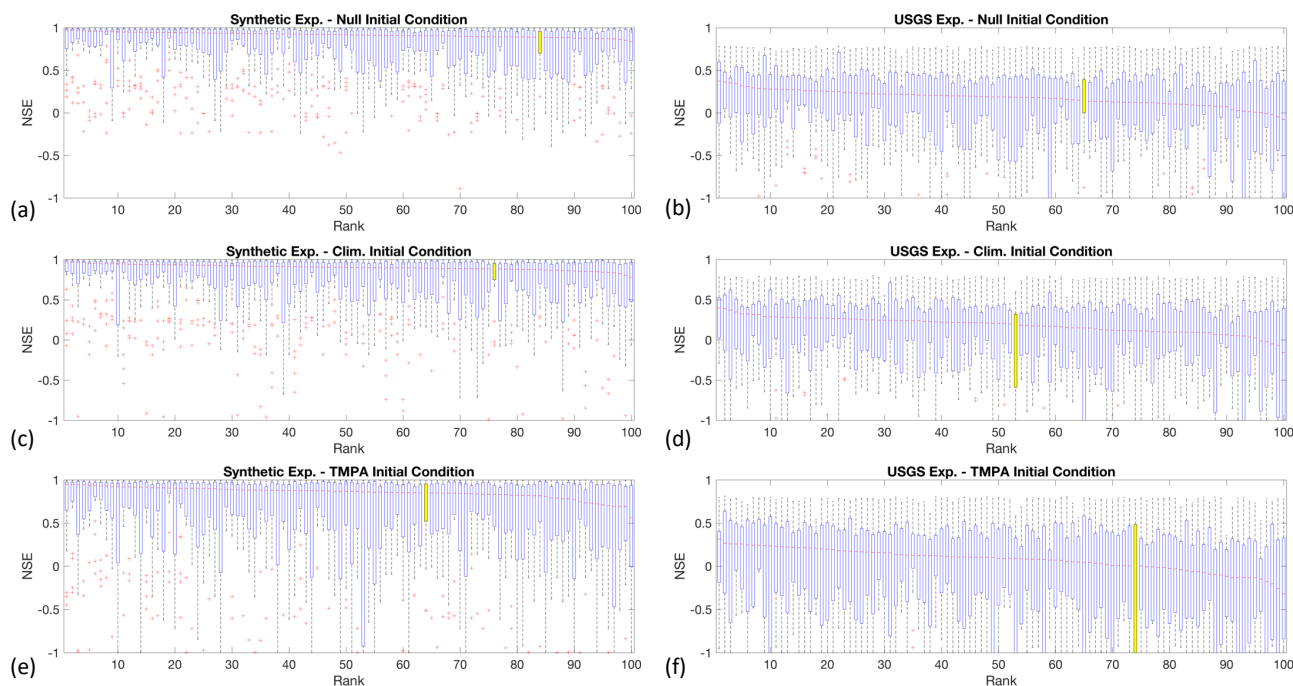 Synthetic Exp. - Null Initial Condition
1
0.5
0
-0.5
1
NSE
10 20 30 40 50 60 70 80 90 100
Rank
(a)
USGS Exp. - Null Initial Condition
1
0.5
0
-0.5
-1
NSE
10 20 30 40 50 60 70 80 90 100
Rank
(b)
Synthetic Exp. - Clim. Initial Condition
1
0.5
0
-0.5
1
NSE
10 20 30 40 50 60 70 80 90 100
Rank
(c)
USGS Exp. - Clim. Initial Condition
1
0.5
0
-0.5
1
NSE
10 20 30 40 50 60 70 80 90 100
Rank
(d)
Synthetic Exp. - TMPA Initial Condition
1
0.5
0
-0.5
1
NSE
10 20 30 40 50 60 70 80 90 100
Rank
(e)
USGS Exp. - TMPA Initial Condition
1
0.5
0
-0.5
1
NSE
10 20 30 40 50 60 70 80 90 100
Rank
(f)